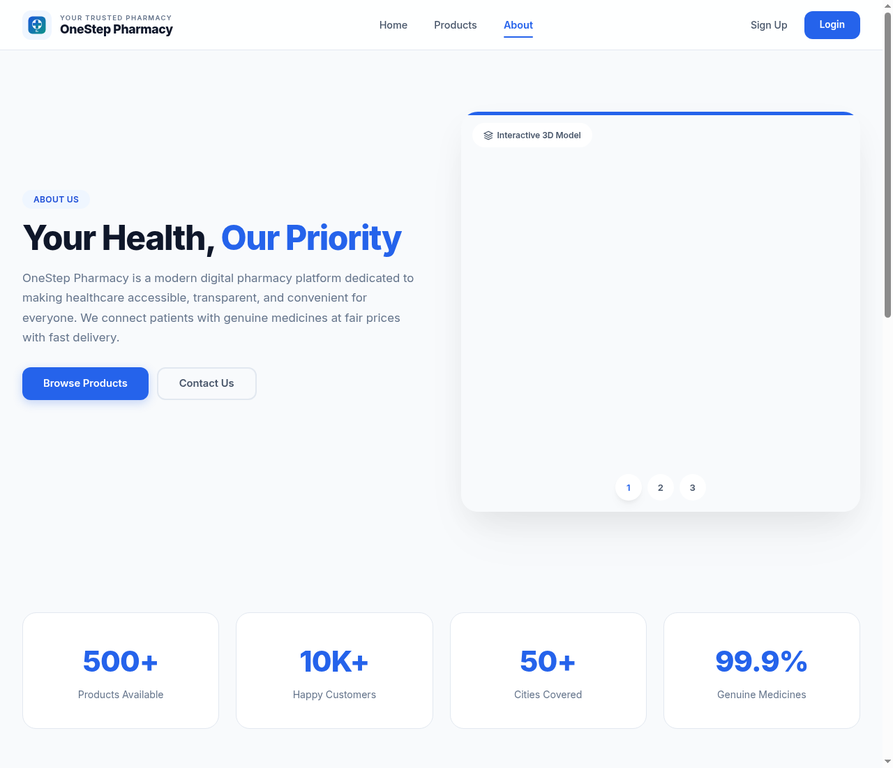 YOUR TRUSTED PHARMACY
OneStep Pharmacy
Home
Products
About
Sign Up
Login
Interactive 3D Model
ABOUT US
Your Health, Our Priority
OneStep Pharmacy is a modern digital pharmacy platform dedicated to
making healthcare accessible, transparent, and convenient for
everyone. We connect patients with genuine medicines at fair prices
with fast delivery.
Browse Products
Contact Us
1
2
3
500+
Products Available
10K+
Happy Customers
50+
Cities Covered
99.9%
Genuine Medicines